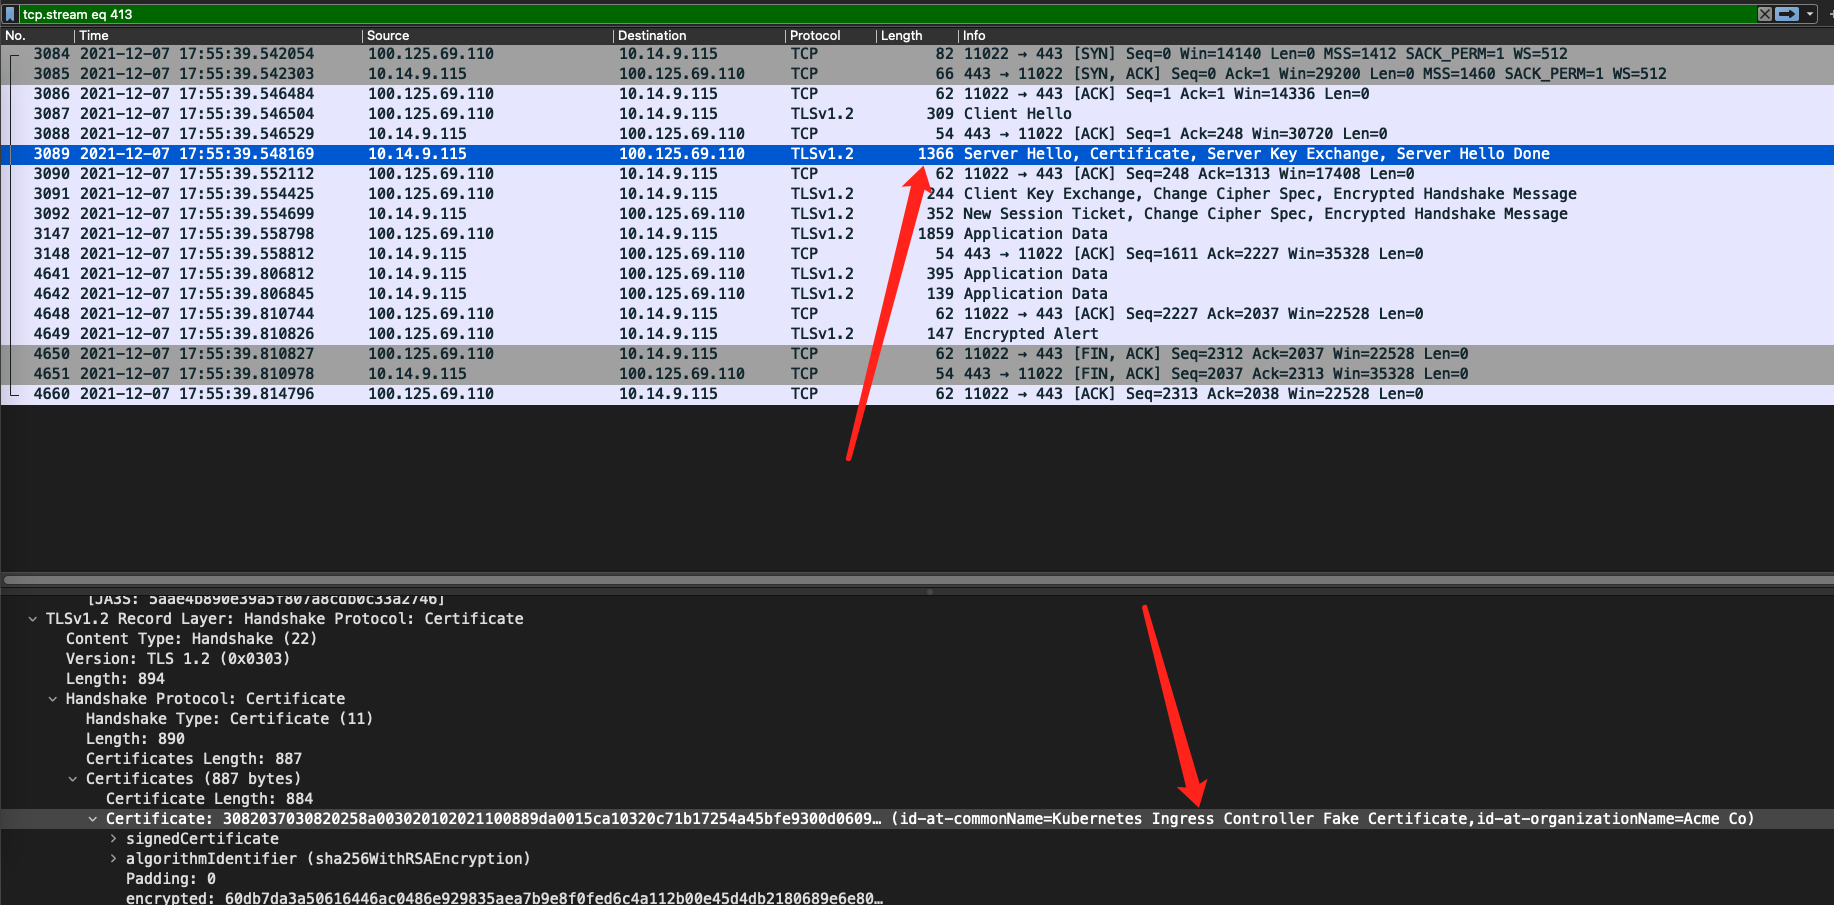 tcp.stream eq 413
No. Time Source Destination Protocol Length Info
3084 2021-12-07 17:55:39.542054 100.125.69.110 10.14.9.115 TCP 82 11022 → 443 [SYN] Seq=0 Win=14140 Len=0 MSS=1412 SACK_PERM=1 WS=512
3085 2021-12-07 17:55:39.542303 10.14.9.115 100.125.69.110 TCP 66 443 → 11022 [SYN, ACK] Seq=0 Ack=1 Win=29200 Len=0 MSS=1460 SACK_PERM=1 WS=512
3086 2021-12-07 17:55:39.546484 100.125.69.110 10.14.9.115 TCP 62 11022 → 443 [ACK] Seq=1 Ack=1 Win=14336 Len=0
3087 2021-12-07 17:55:39.546504 100.125.69.110 10.14.9.115 TLSv1.2 309 Client Hello
3088 2021-12-07 17:55:39.546529 10.14.9.115 100.125.69.110 TCP 54 443 → 11022 [ACK] Seq=1 Ack=248 Win=30720 Len=0
3089 2021-12-07 17:55:39.548169 10.14.9.115 100.125.69.110 TLSv1.2 1366 Server Hello, Certificate, Server Key Exchange, Server Hello Done
3090 2021-12-07 17:55:39.552112 100.125.69.110 10.14.9.115 TCP 62 11022 → 443 [ACK] Seq=248 Ack=1313 Win=17408 Len=0
3091 2021-12-07 17:55:39.554425 100.125.69.110 10.14.9.115 TLSv1.2 244 Client Key Exchange, Change Cipher Spec, Encrypted Handshake Message
3092 2021-12-07 17:55:39.554699 10.14.9.115 100.125.69.110 TLSv1.2 352 New Session Ticket, Change Cipher Spec, Encrypted Handshake Message
3147 2021-12-07 17:55:39.558798 100.125.69.110 10.14.9.115 TLSv1.2 1859 Application Data
3148 2021-12-07 17:55:39.558812 10.14.9.115 100.125.69.110 TCP 54 443 → 11022 [ACK] Seq=1611 Ack=2227 Win=35328 Len=0
4641 2021-12-07 17:55:39.806812 10.14.9.115 100.125.69.110 TLSv1.2 395 Application Data
4642 2021-12-07 17:55:39.806845 10.14.9.115 100.125.69.110 TLSv1.2 139 Application Data
4648 2021-12-07 17:55:39.810744 100.125.69.110 10.14.9.115 TCP 62 11022 → 443 [ACK] Seq=2227 Ack=2037 Win=22528 Len=0
4649 2021-12-07 17:55:39.810826 100.125.69.110 10.14.9.115 TLSv1.2 147 Encrypted Alert
4650 2021-12-07 17:55:39.810827 100.125.69.110 10.14.9.115 TCP 62 11022 → 443 [FIN, ACK] Seq=2312 Ack=2037 Win=22528 Len=0
4651 2021-12-07 17:55:39.810978 10.14.9.115 100.125.69.110 TCP 54 443 → 11022 [FIN, ACK] Seq=2037 Ack=2313 Win=35328 Len=0
4660 2021-12-07 17:55:39.814796 100.125.69.110 10.14.9.115 TCP 62 11022 → 443 [ACK] Seq=2313 Ack=2038 Win=22528 Len=0
[JA3S: 5aae4b890e39a5f807a8cdb0c33a2746]
TLSv1.2 Record Layer: Handshake Protocol: Certificate
Content Type: Handshake (22)
Version: TLS 1.2 (0x0303)
Length: 894
Handshake Protocol: Certificate
Handshake Type: Certificate (11)
Length: 890
Certificates Length: 887
Certificates (887 bytes)
Certificate Length: 884
Certificate: 3082037030820258a003020102021100889da0015ca10320c71b17254a45bfe9300d0609… (id-at-commonName=Kubernetes Ingress Controller Fake Certificate,id-at-organizationName=Acme Co)
signedCertificate
algorithmIdentifier (sha256WithRSAEncryption)
Padding: 0
encrypted: 60db7da3a50616446ac0486e929835aea7b9e8f0fed6c4a112b00e45d4db2180689e6e80…